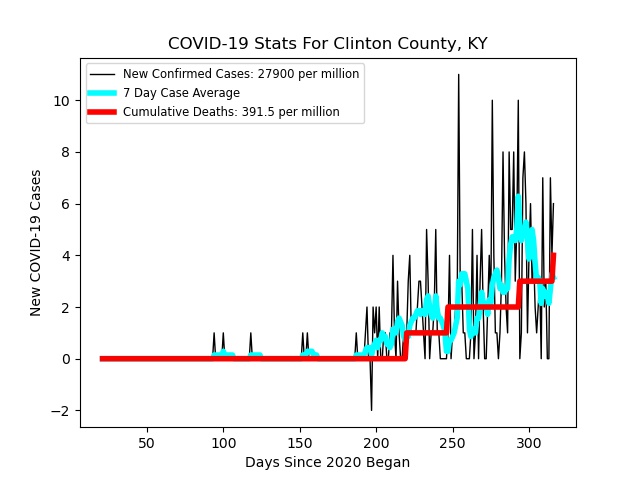 COVID-19 Stats For Clinton County, KY
New Confirmed Cases: 27900 per million
7 Day Case Average
Cumulative Deaths: 391.5 per million
New COVID-19 Cases
10
8
6
4
2
0
−2
50 100 150 200 250 300
Days Since 2020 Began